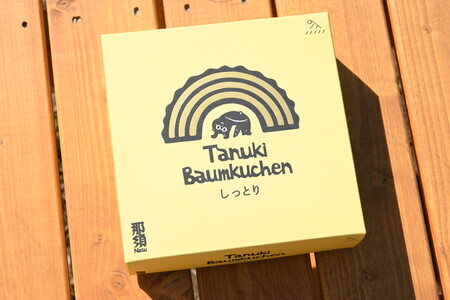 Tanuki
Baumkuchen
しっとり
那須
Nasu
Tanuki
Baumkuchen